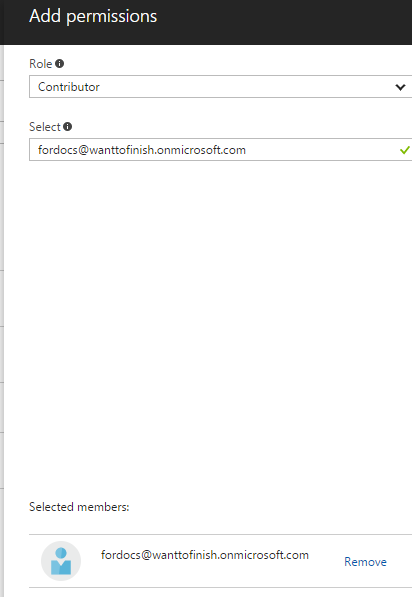 Add permissions
Role
Contributor
Select
fordocs@wanttofinish.onmicrosoft.com
Selected members:
fordocs@wanttofinish.onmicrosoft.com
Remove